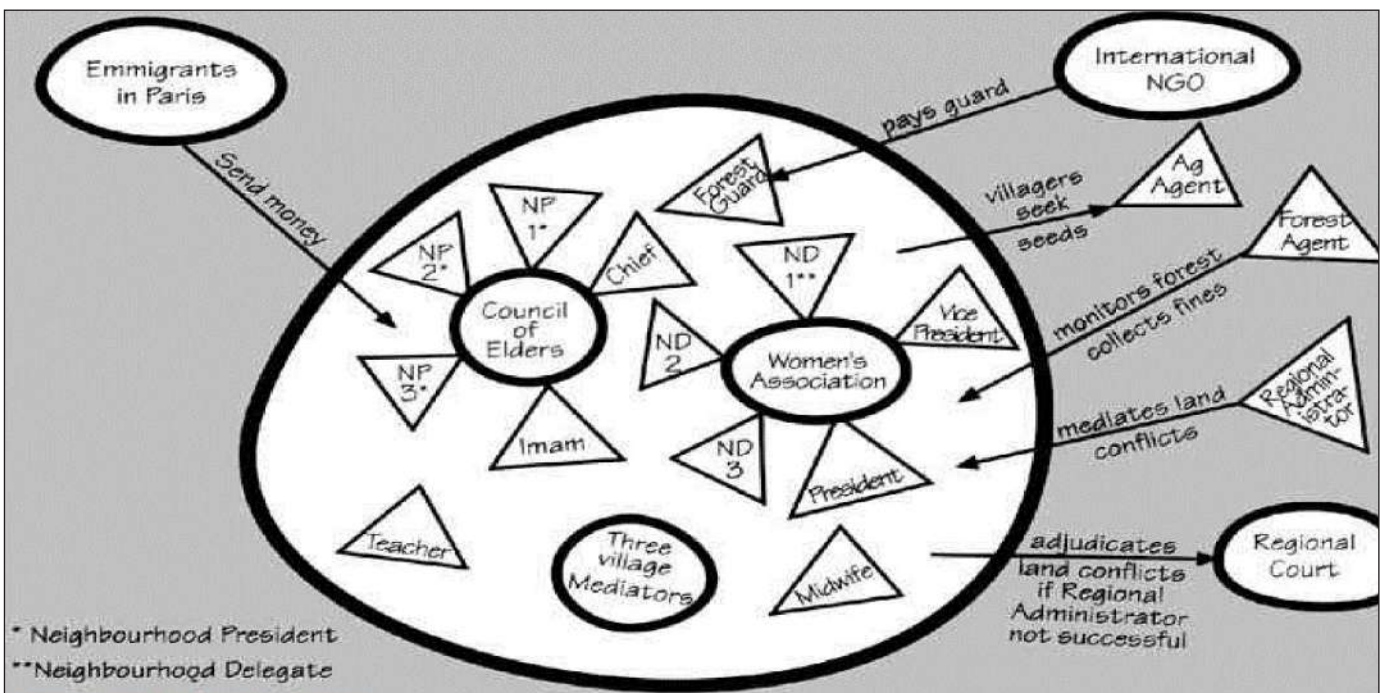 Emmigrants
in Paris
Send money
International
NGO
pays guard
Forest
Guard
villagers
seek
seeds
Ag
Agent
Forest
Agent
monitors forest
collects fines
Regional
Admin-
istra-
tor
mediates land
conflicts
adjudicates
land conflicts
if Regional
Administrator
not successful
Regional
Court
NP
1*
NP
2*
Chief
Council
of
Elders
NP
3*
Imam
ND
1**
ND
2
Vice
President
Women's
Association
ND
3
President
Teacher
Three
village
Mediators
Midwife
* Neighbourhood President
**Neighbourhood Delegate